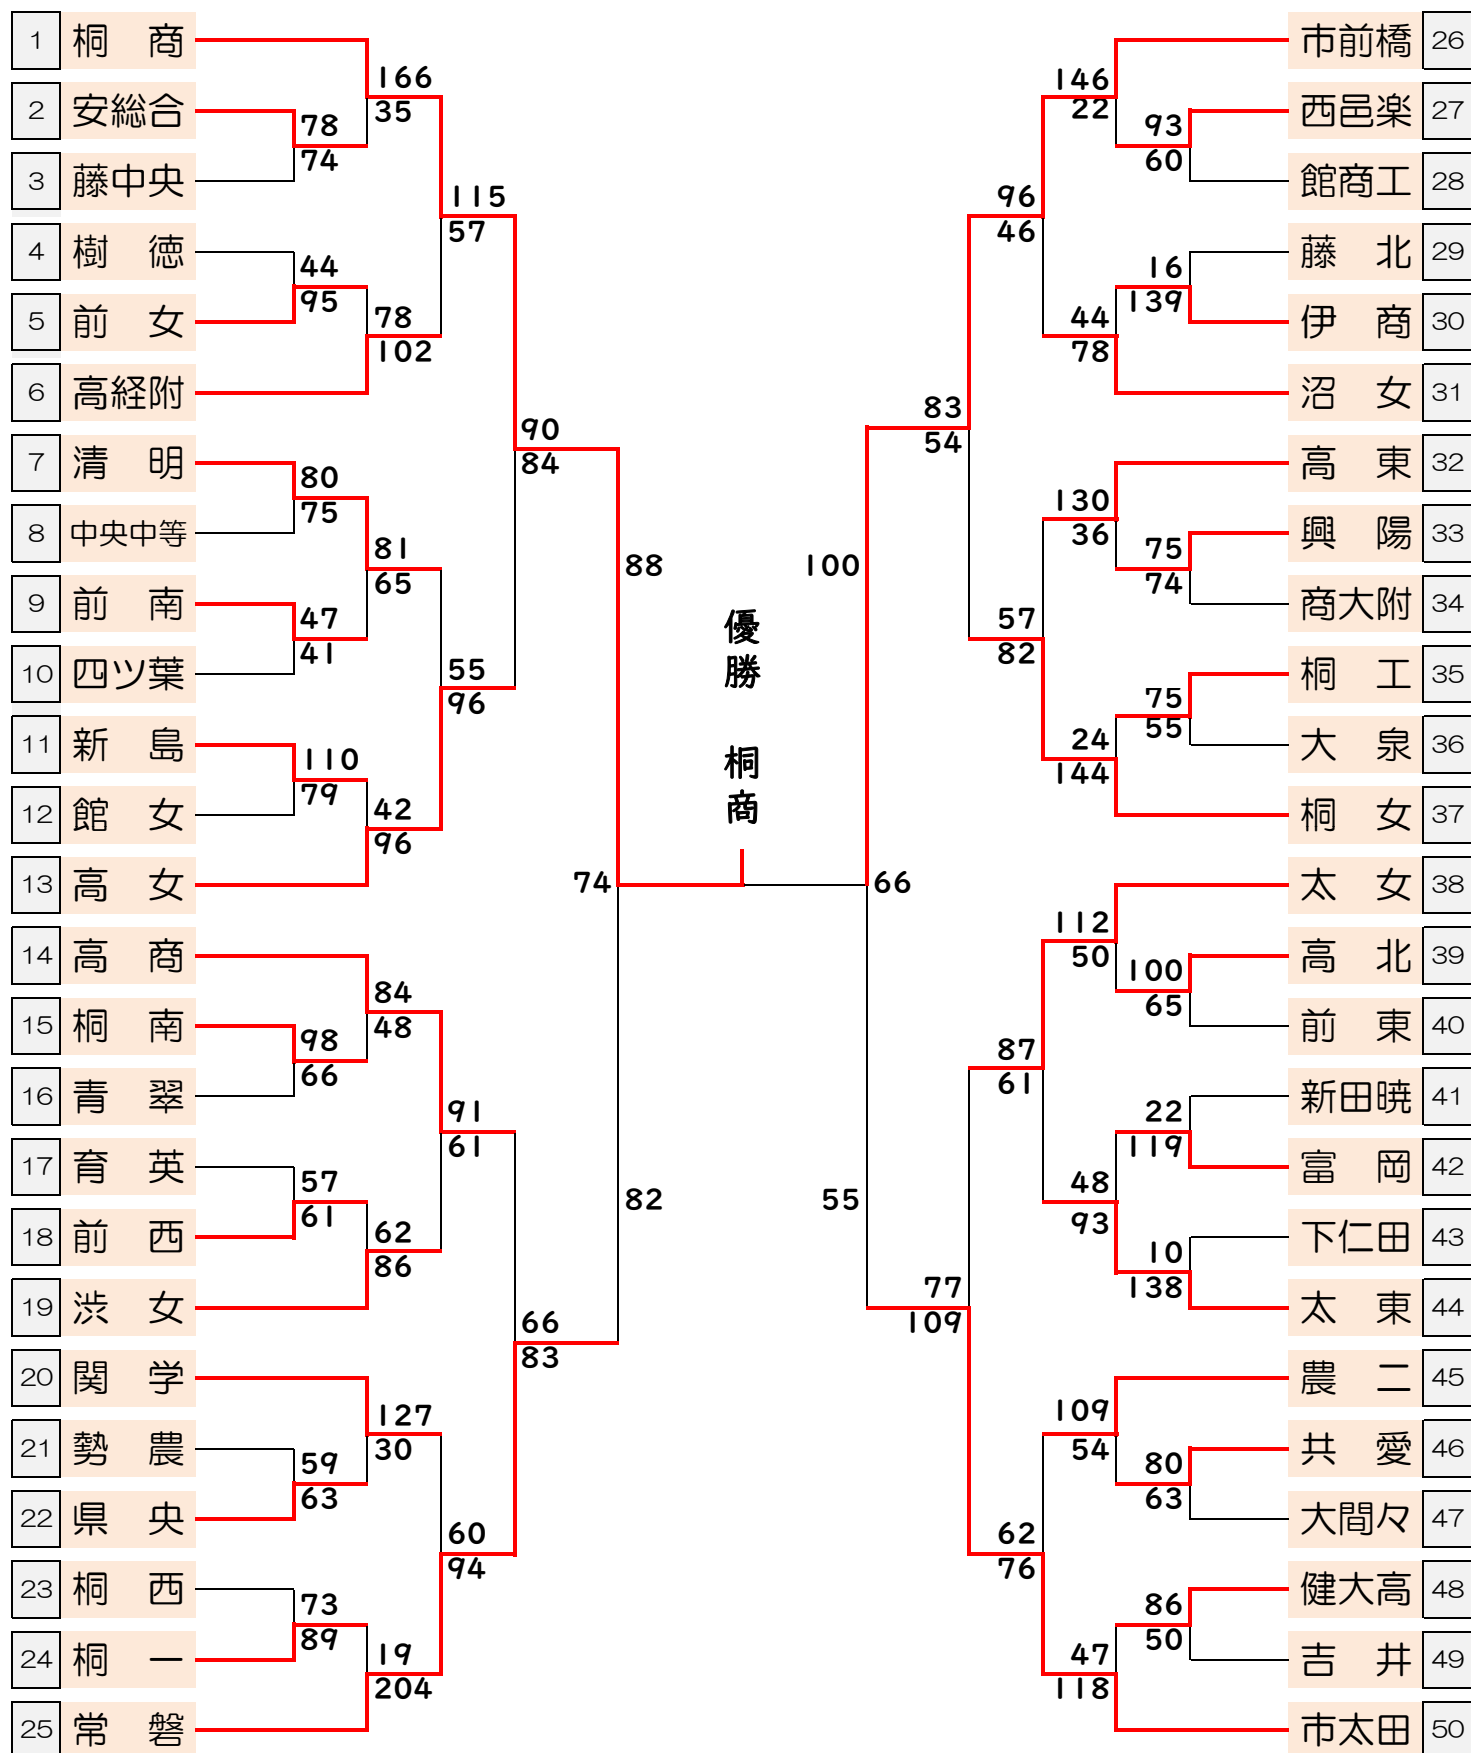 1 桐　商
2 安総合
3 藤中央
4 樹　徳
5 前　女
6 高経附
7 清　明
8 中央中等
9 前　南
10 四ツ葉
11 新　島
12 館　女
13 高　女
14 高　商
15 桐　南
16 青　翠
17 育　英
18 前　西
19 渋　女
20 関　学
21 勢　農
22 県　央
23 桐　西
24 桐　一
25 常　磐
78
74
44
95
80
75
47
41
110
79
98
66
57
61
59
63
73
89
166
35
78
102
81
65
42
96
84
48
62
86
127
30
19
204
115
57
55
96
91
61
60
94
90
84
66
83
88
82
74
優勝　桐商
66
100
55
83
54
77
109
96
46
57
82
87
61
62
76
146
22
44
78
130
36
24
144
112
50
48
93
109
54
47
118
93
60
16
139
75
74
75
55
100
65
22
119
10
138
80
63
86
50
市前橋 26
西邑楽 27
館商工 28
藤　北 29
伊　商 30
沼　女 31
高　東 32
興　陽 33
商大附 34
桐　工 35
大　泉 36
桐　女 37
太　女 38
高　北 39
前　東 40
新田暁 41
富　岡 42
下仁田 43
太　東 44
農　二 45
共　愛 46
大間々 47
健大高 48
吉　井 49
市太田 50